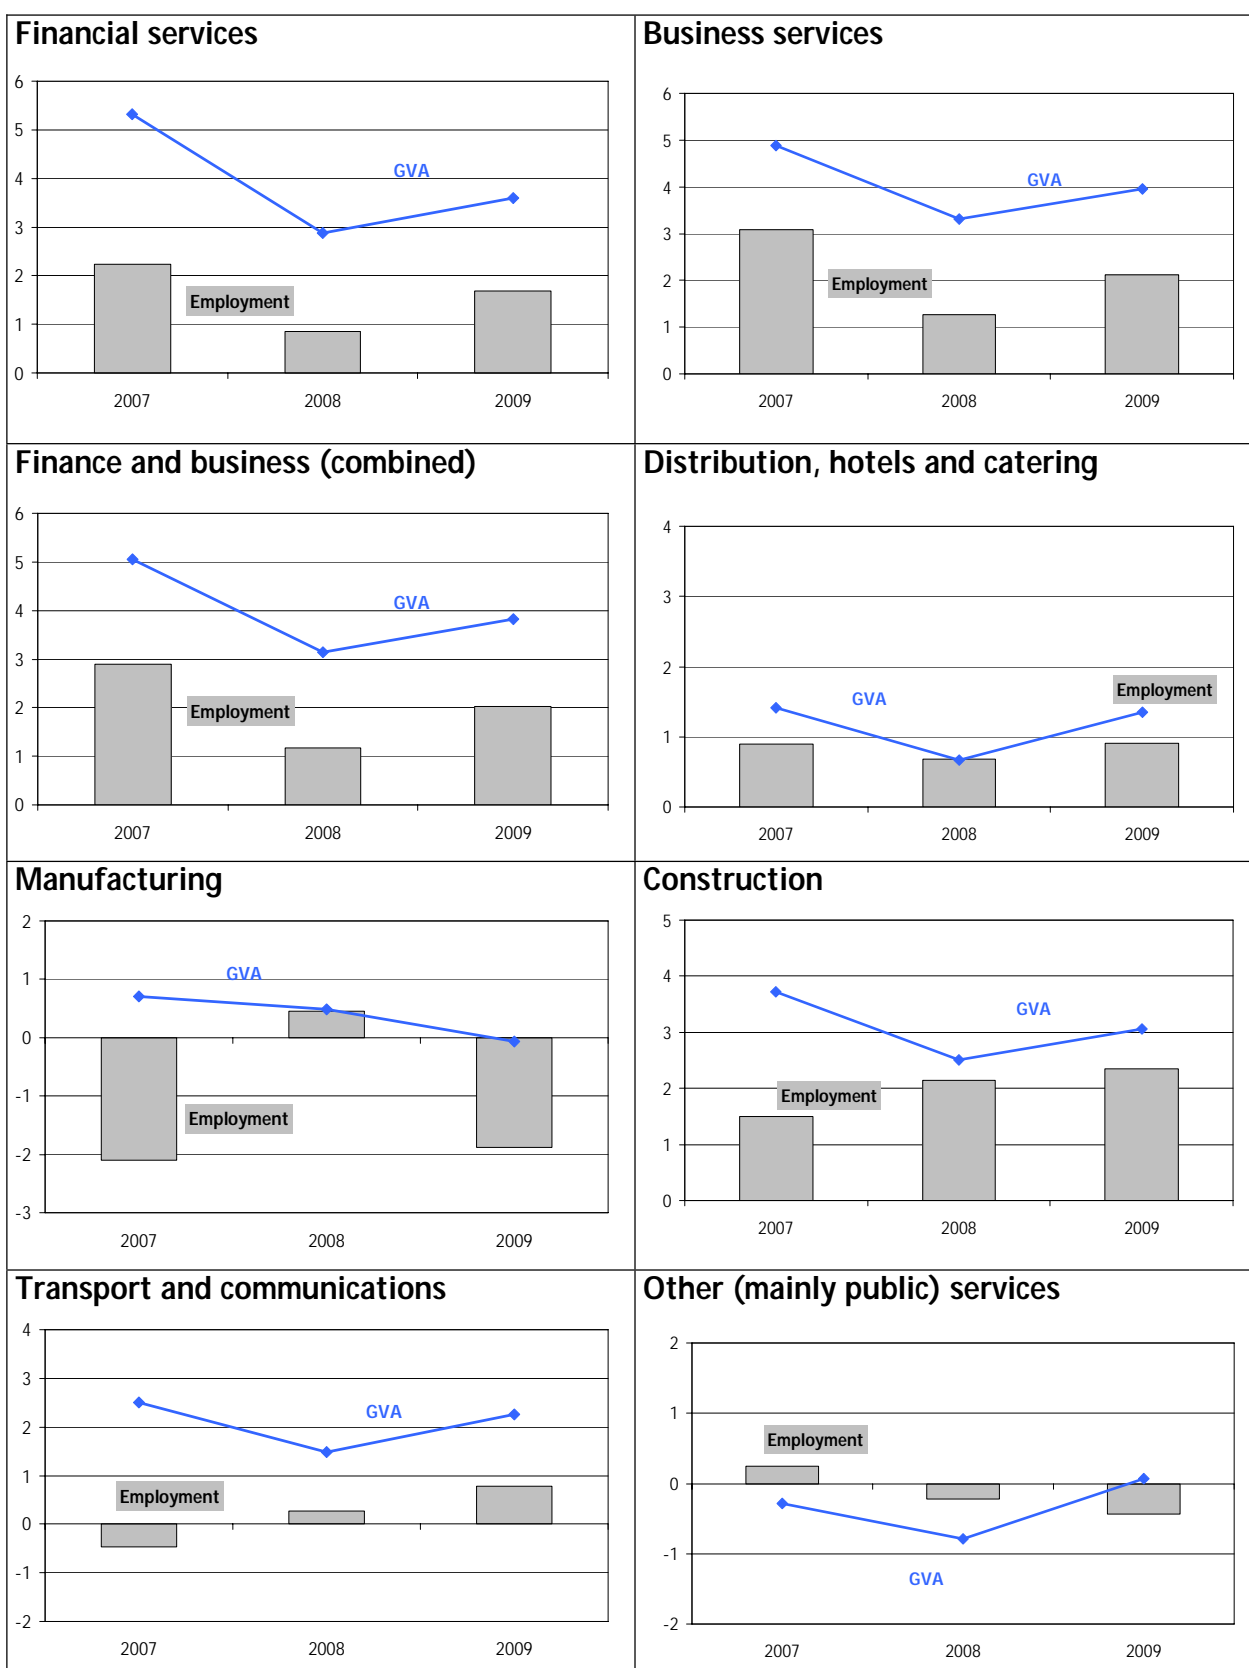 Financial services
6
5
4
3
2
1
0
GVA
Employment
2007 2008 2009
Business services
6
5
4
3
2
1
0
GVA
Employment
2007 2008 2009
Finance and business (combined)
6
5
4
3
2
1
0
GVA
Employment
2007 2008 2009
Distribution, hotels and catering
4
3
2
1
0
GVA
Employment
2007 2008 2009
Manufacturing
2
1
0
-1
-2
-3
GVA
Employment
2007 2008 2009
Construction
5
4
3
2
1
0
GVA
Employment
2007 2008 2009
Transport and communications
4
3
2
1
0
-1
-2
GVA
Employment
2007 2008 2009
Other (mainly public) services
2
1
0
-1
-2
Employment
GVA
2007 2008 2009